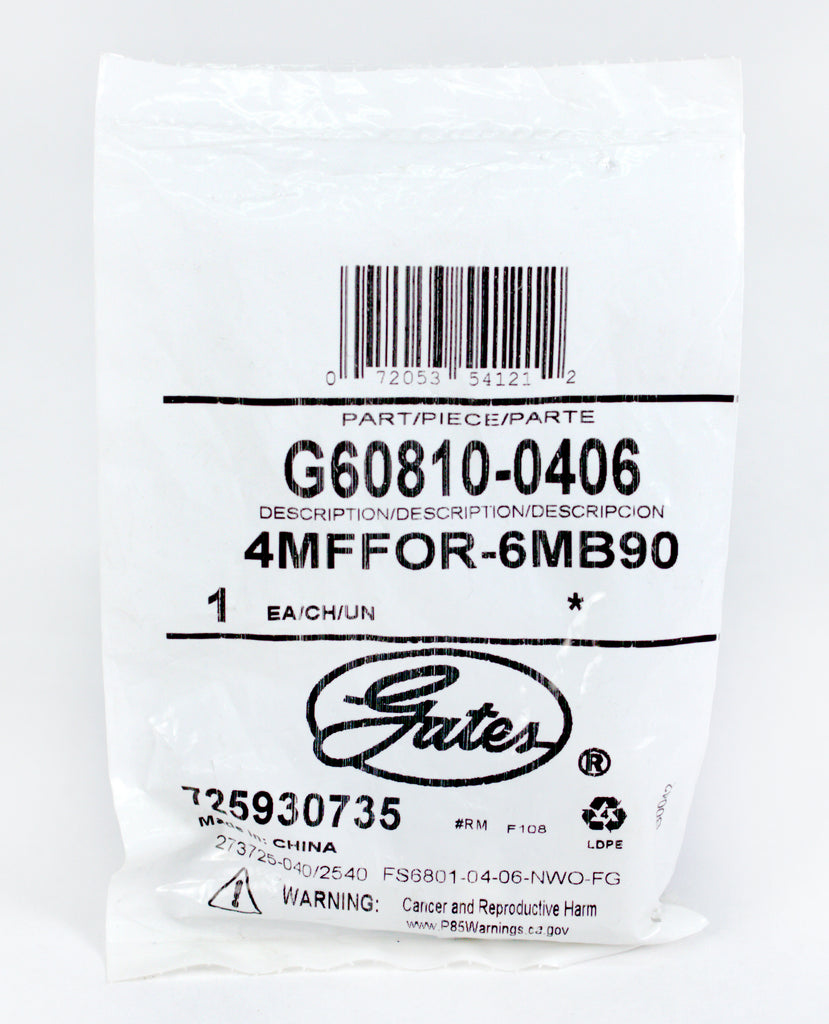 0 72053 54121 2
PART/PIECE/PARTE
G60810-0406
DESCRIPTION/DESCRIPTION/DESCRIPCION
4MFFOR-6MB90
1 EA/CH/UN *
Gates ®
725930735 #RM F108 4
Made in: CHINA LDPE
273725-040/2540 FS6801-04-06-NWO-FG
! WARNING: Cancer and Reproductive Harm
www.P85Warnings.ca.gov